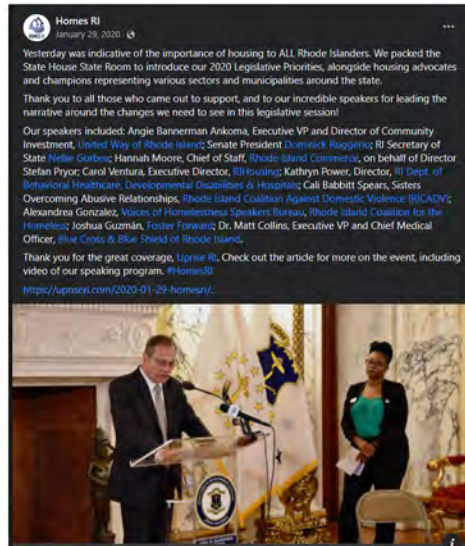 Homes RI
January 29, 2020 ·
Yesterday was indicative of the importance of housing to ALL Rhode Islanders. We packed the
State House State Room to introduce our 2020 Legislative Priorities, alongside housing advocates
and champions representing various sectors and municipalities around the state.
Thank you to all those who came out to support, and to our incredible speakers for leading the
narrative around the changes we need to see in this legislative session!
Our speakers included: Angie Bannerman Ankoma, Executive VP and Director of Community
Investment, United Way of Rhode Island; Senate President Dominick Ruggerio; RI Secretary of
State Nellie Gorbea; Hannah Moore, Chief of Staff, Rhode Island Commerce, on behalf of Director
Stefan Pryor; Carol Ventura, Executive Director, RIHousing; Kathryn Power, Director, RI Dept. of
Behavioral Healthcare, Developmental Disabilities & Hospitals; Cali Babbitt Spears, Sisters
Overcoming Abusive Relationships, Rhode Island Coalition Against Domestic Violence (RICADV);
Alexandrea Gonzalez, Voices of Homelessness Speakers Bureau, Rhode Island Coalition for the
Homeless; Joshua Guzmán, Foster Forward; Dr. Matt Collins, Executive VP and Chief Medical
Officer, Blue Cross & Blue Shield of Rhode Island.
Thank you for the great coverage, Uprise RI. Check out the article for more on the event, including
video of our speaking program. #HomesRI
https://upriseri.com/2020-01-29-homesri/...